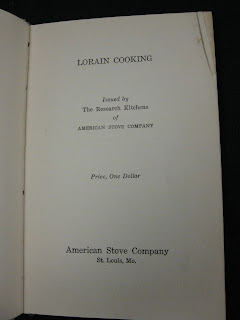 LORAIN COOKING
Issued by
The Research Kitchens
of
AMERICAN STOVE COMPANY
Price, One Dollar
American Stove Company
St. Louis, Mo.